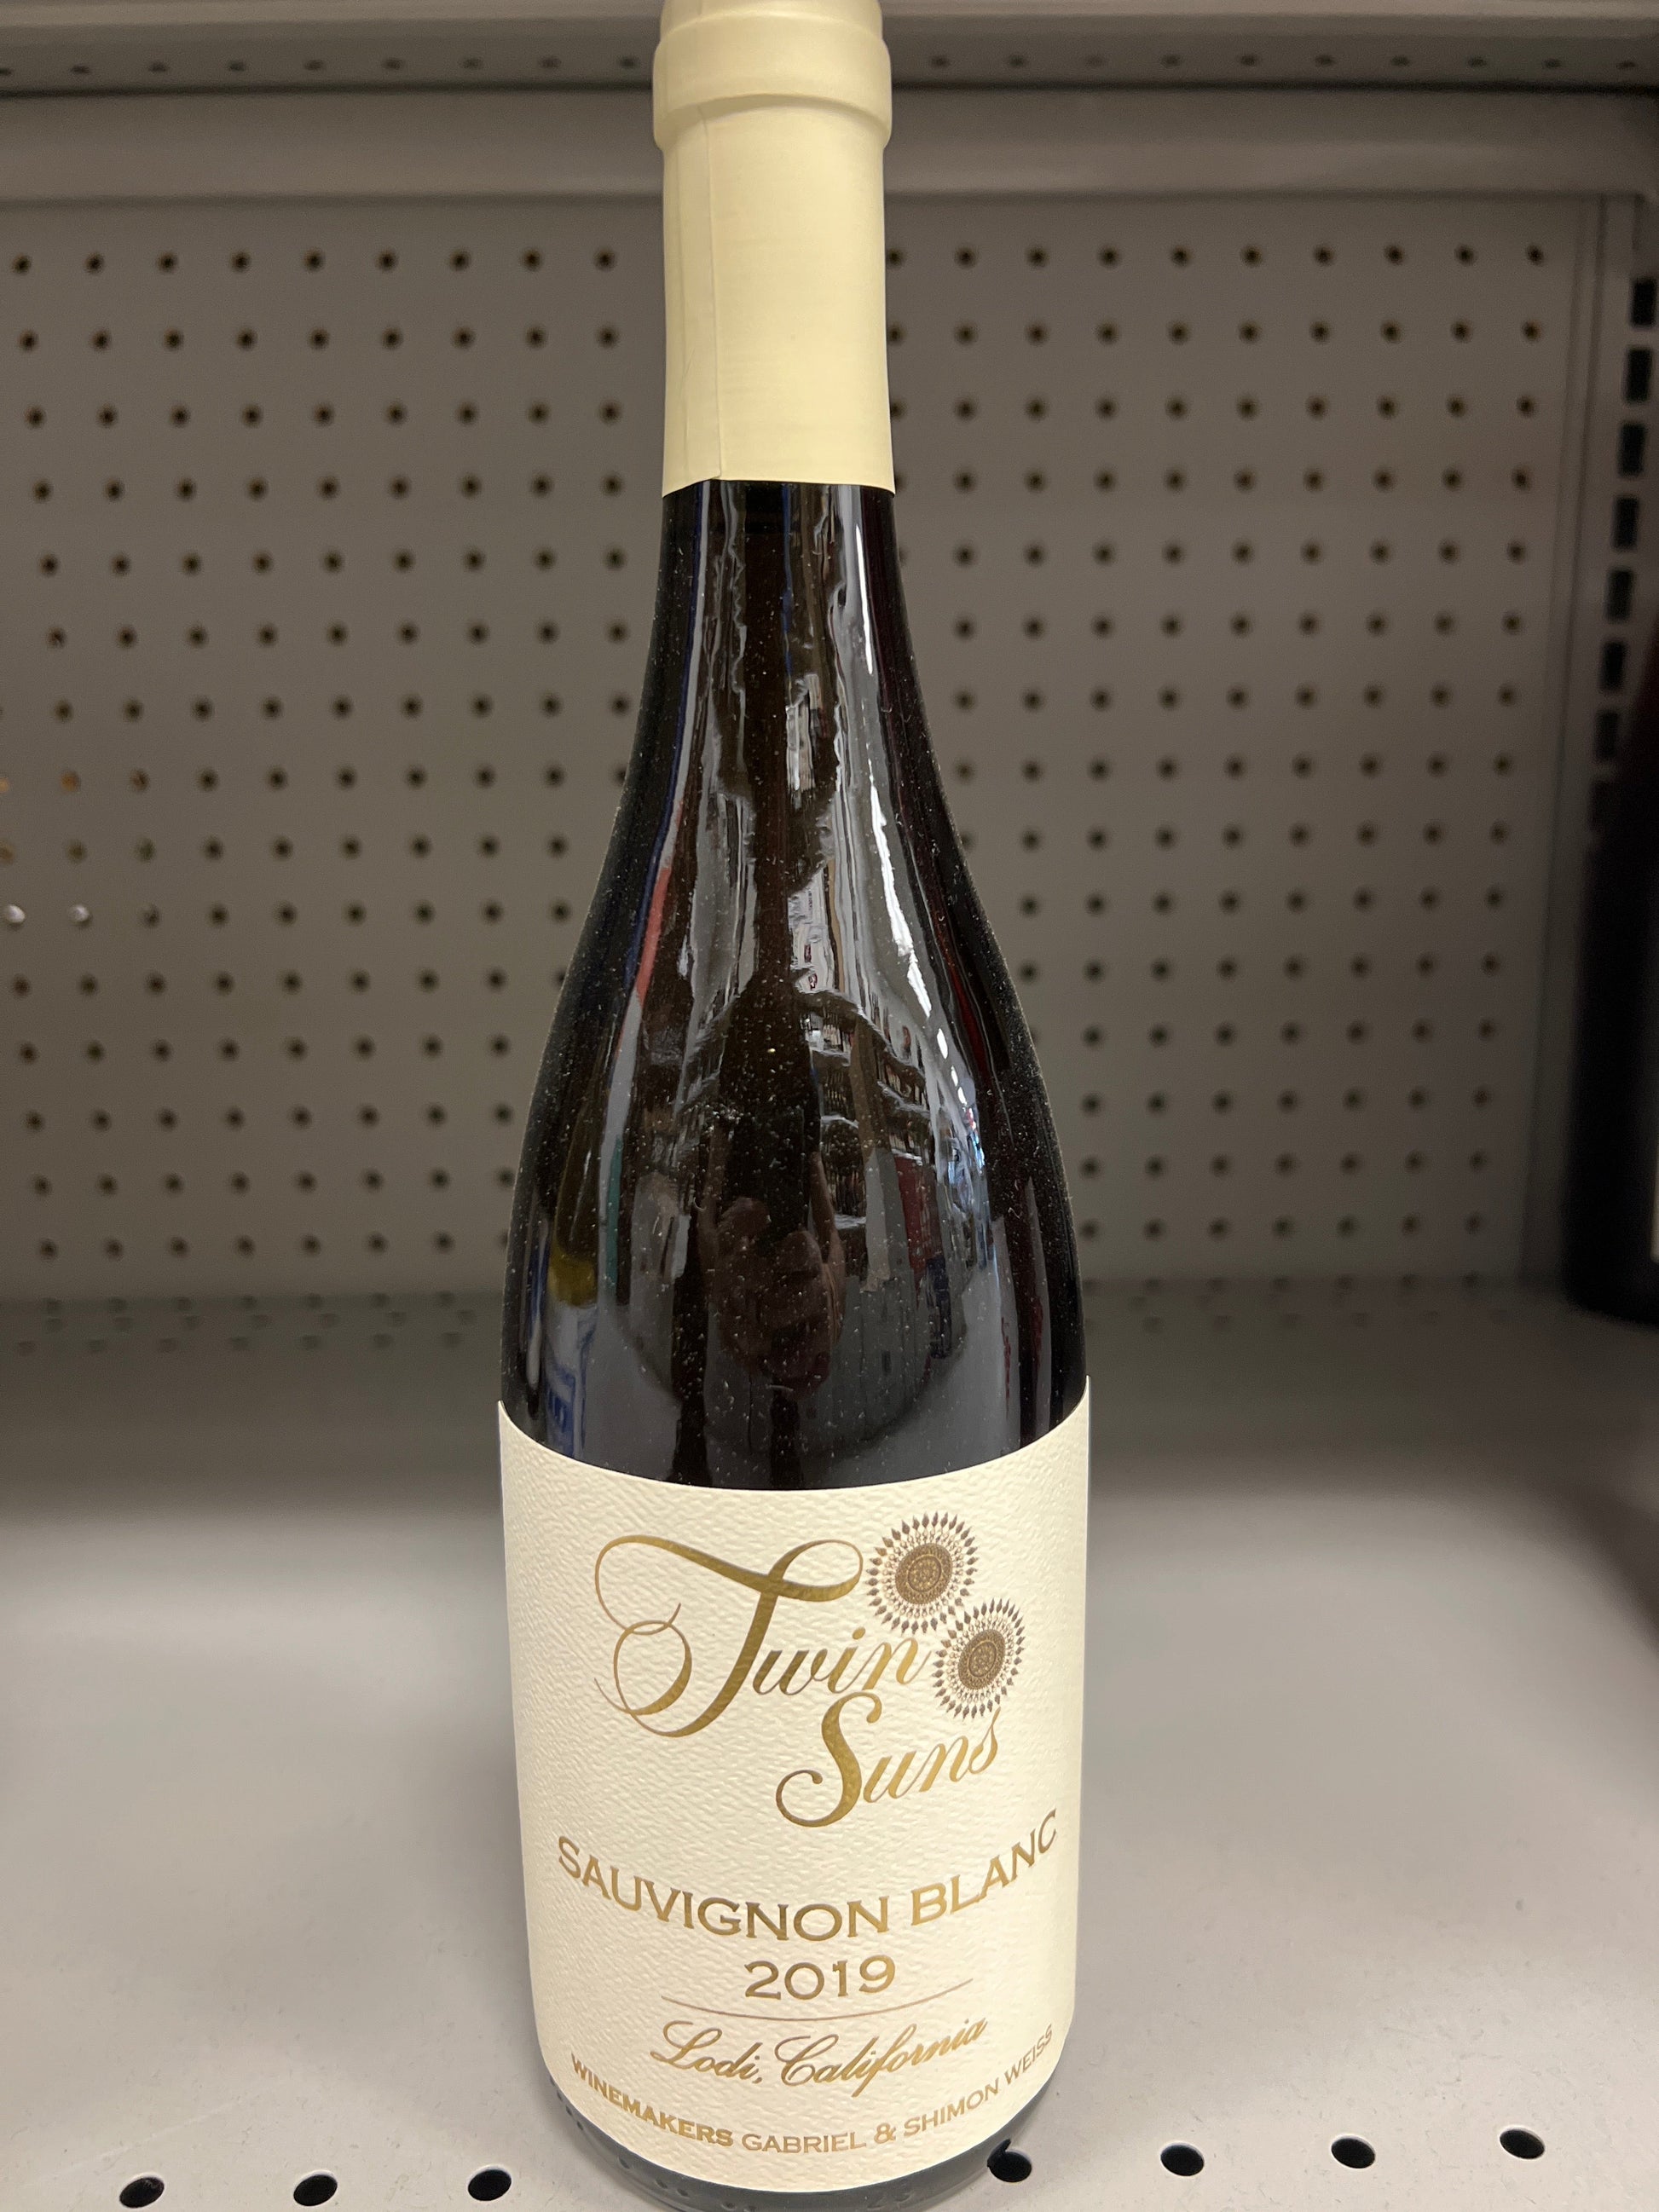 Twin
Suns
SAUVIGNON BLANC
2019
Lodi, California
WINEMAKERS GABRIEL & SHIMON WEISS